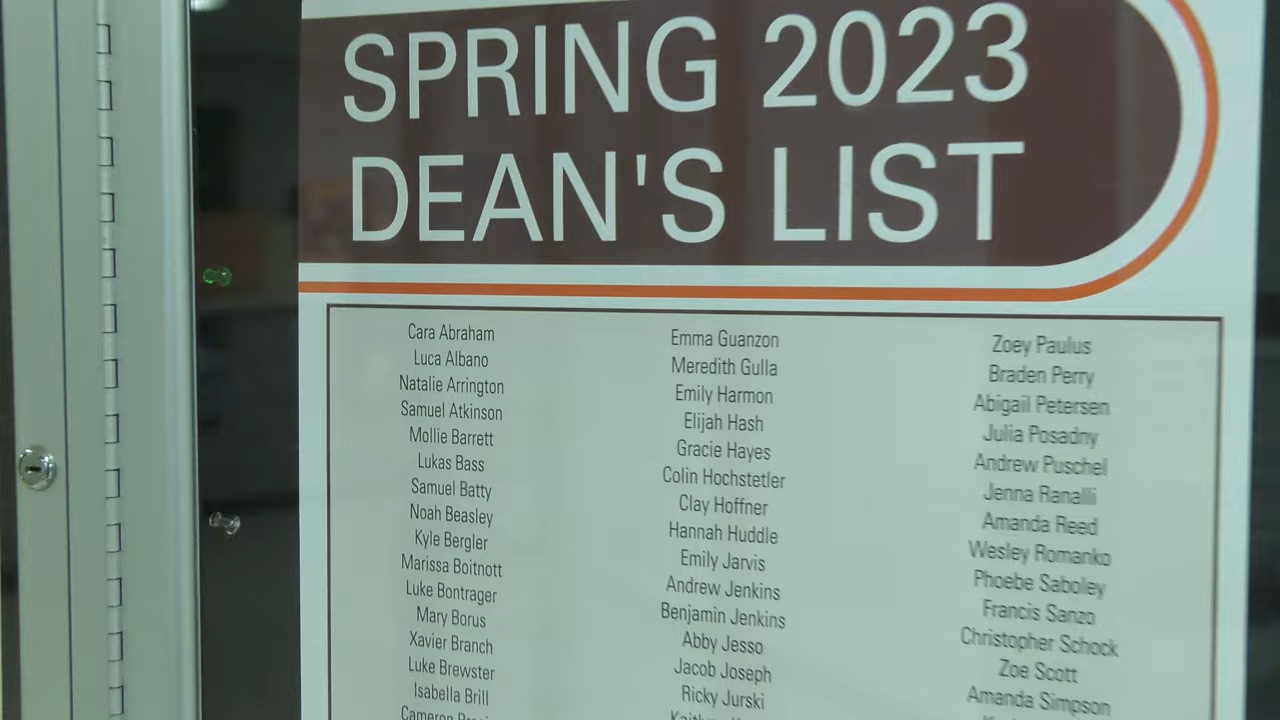 SPRING 2023
DEAN'S LIST
Cara Abraham
Luca Albano
Natalie Arrington
Samuel Atkinson
Mollie Barrett
Lukas Bass
Samuel Batty
Noah Beasley
Kyle Bergler
Marissa Boitnott
Luke Bontrager
Mary Borus
Xavier Branch
Luke Brewster
Isabella Brill
Cameron
Emma Guanzon
Meredith Gulla
Emily Harmon
Elijah Hash
Gracie Hayes
Colin Hochstetler
Clay Hoffner
Hannah Huddle
Emily Jarvis
Andrew Jenkins
Benjamin Jenkins
Abby Jesso
Jacob Joseph
Ricky Jurski
Zoey Paulus
Braden Perry
Abigail Petersen
Julia Posadny
Andrew Puschel
Jenna Ranalli
Amanda Reed
Wesley Romanko
Phoebe Saboley
Francis Sanzo
Christopher Schock
Zoe Scott
Amanda Simpson